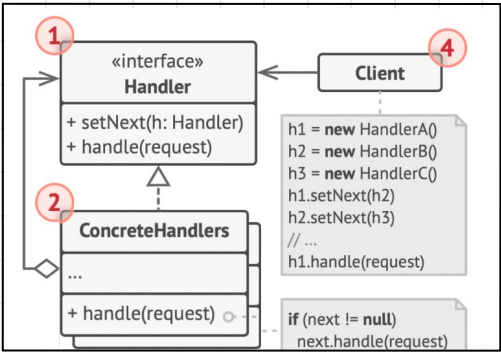 1
«interface»
Handler
+ setNext(h: Handler)
+ handle(request)
2
ConcreteHandlers
...
+ handle(request)
4
Client
h1 = new HandlerA()
h2 = new HandlerB()
h3 = new HandlerC()
h1.setNext(h2)
h2.setNext(h3)
// ...
h1.handle(request)
if (next != null)
next.handle(request)